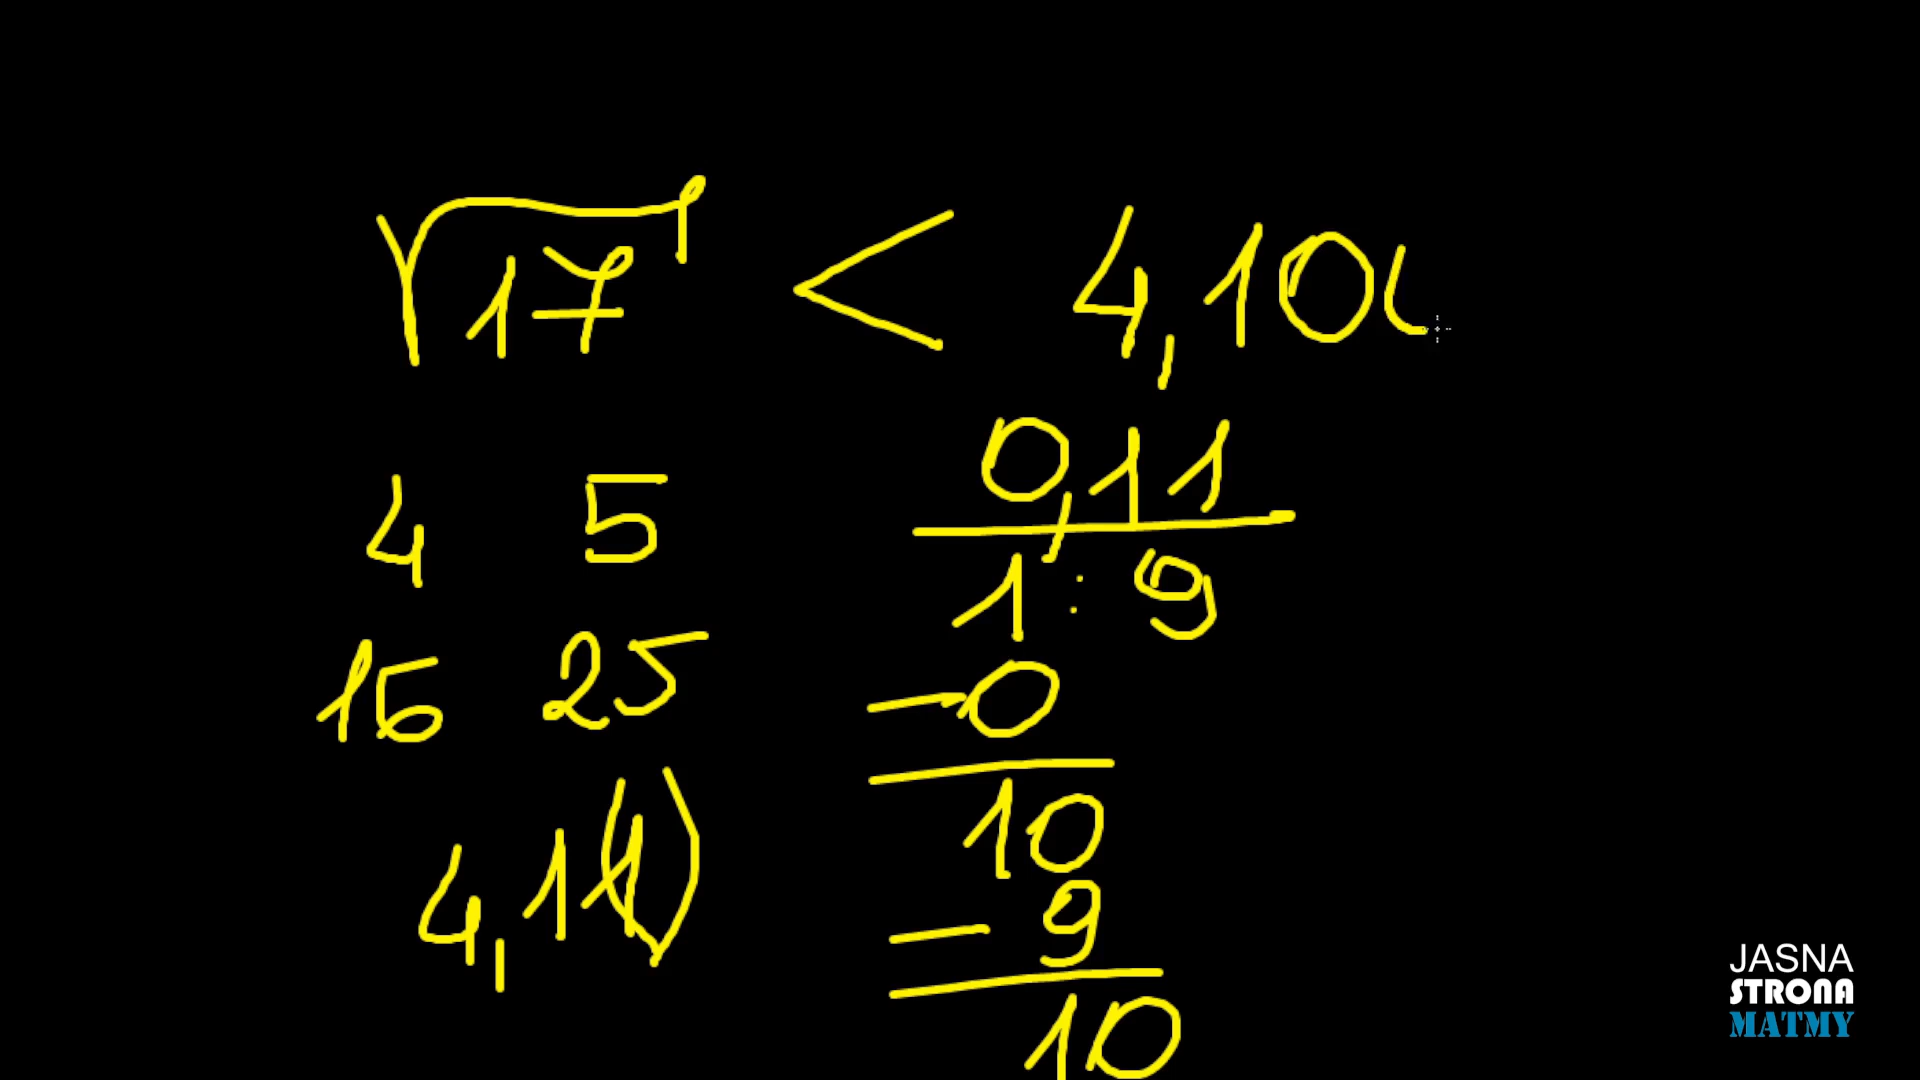 √17 < 4,10
4 5
16 25
4,1(1)
0,11
1 : 9
- 0
10
- 9
10
JASNA
STRONA
MATMY